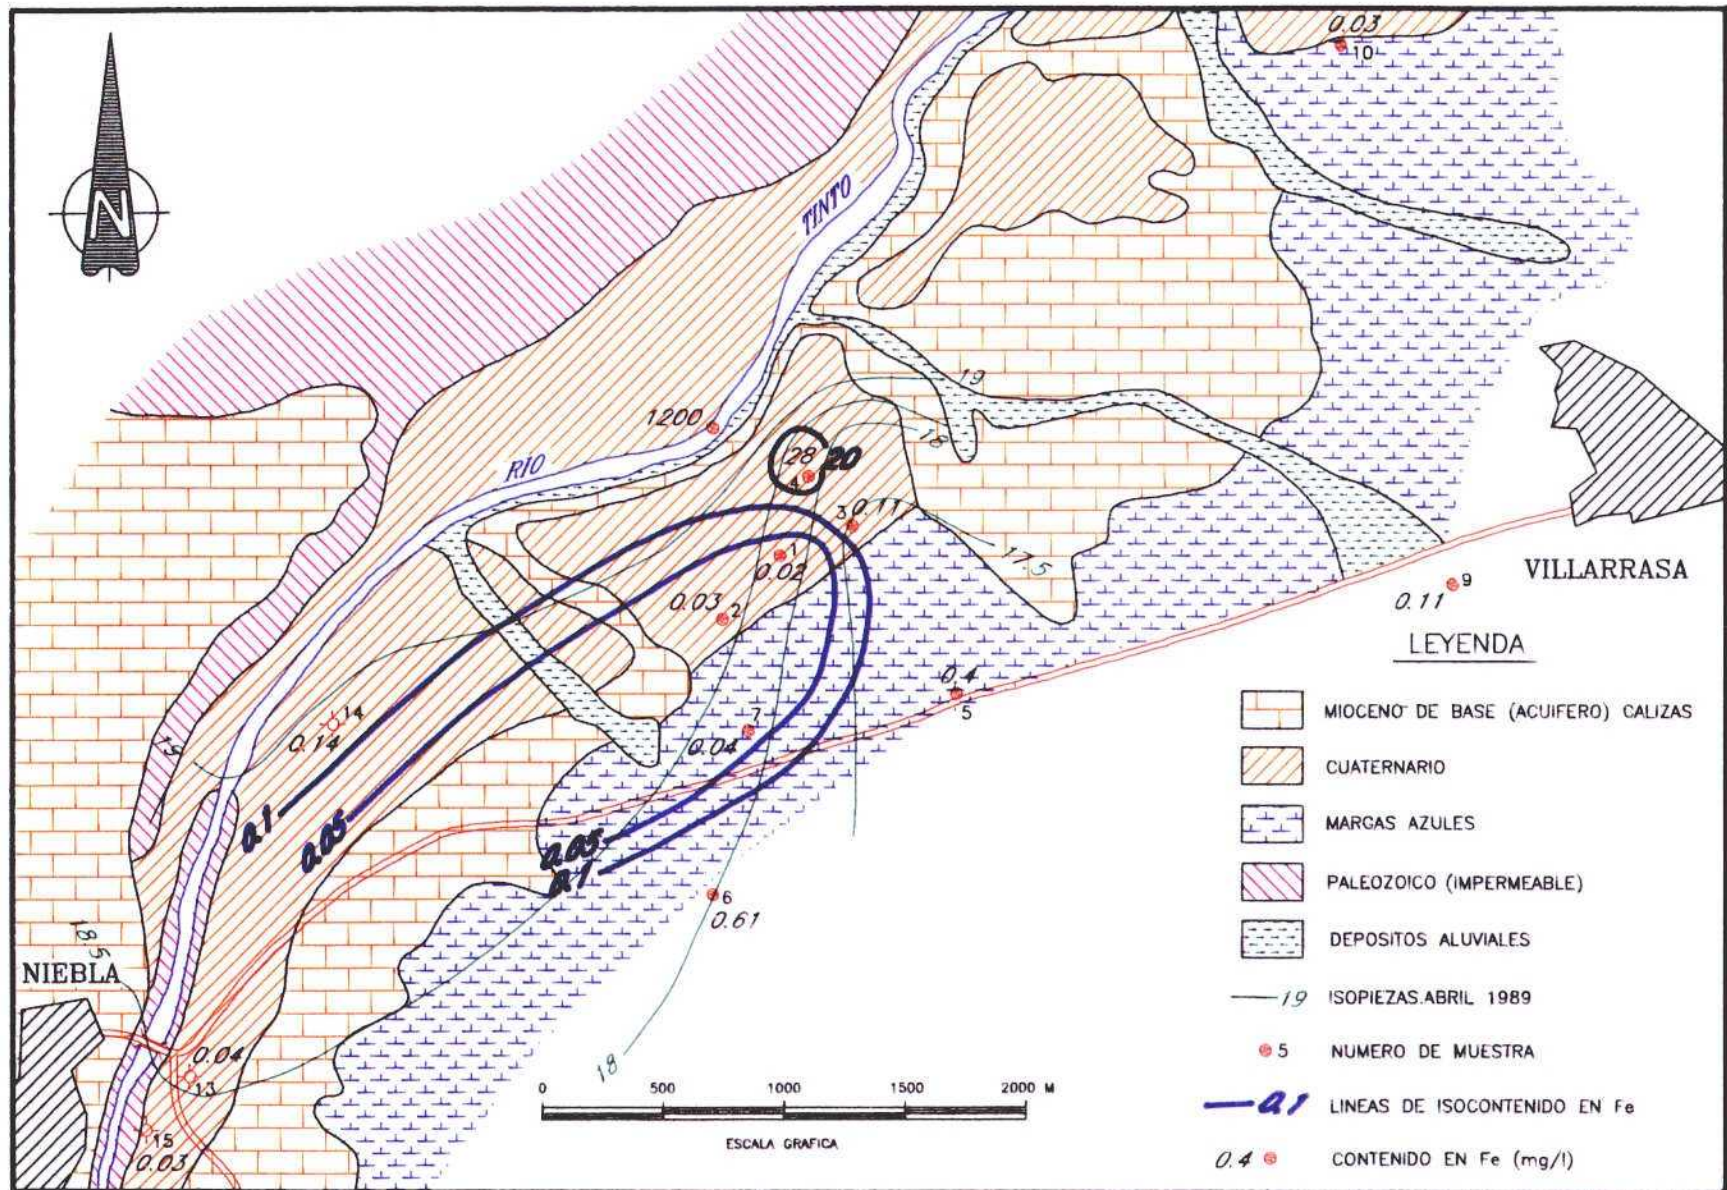 N
0.03
10
TINTO
RÍO
1200
19
18
28
20
4
3
0.11
1
0.02
17.5
0.03
2
VILLARRASA
9
0.11
0.4
5
7
0.04
14
0.14
19
0.1
0.05
0.05
0.1
6
0.61
18.5
NIEBLA
18
0.04
13
15
0.03
0 500 1000 1500 2000 M
ESCALA GRAFICA
LEYENDA
MIOCENO DE BASE (ACUIFERO) CALIZAS
CUATERNARIO
MARGAS AZULES
PALEOZOICO (IMPERMEABLE)
DEPOSITOS ALUVIALES
19 ISOPIEZAS.ABRIL 1989
5 NUMERO DE MUESTRA
0.1 LINEAS DE ISOCONTENIDO EN Fe
0.4 CONTENIDO EN Fe (mg/l)